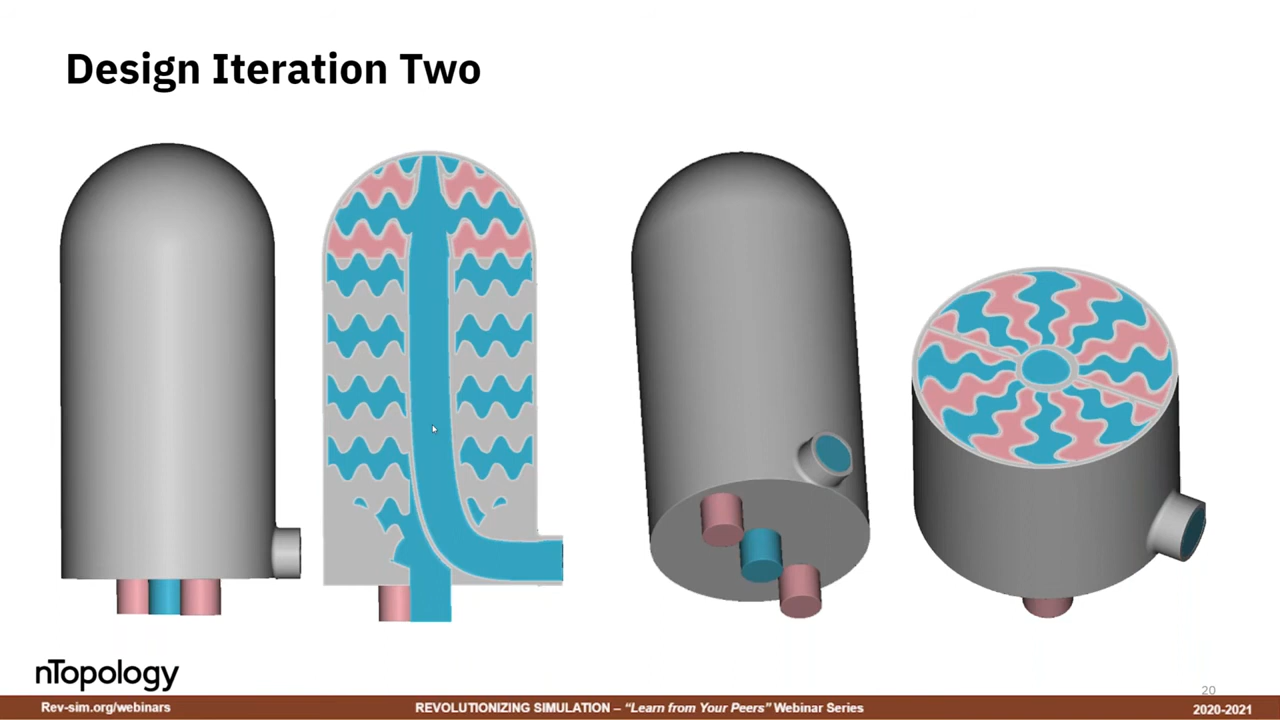 Design Iteration Two
nTopology
20
Rev-sim.org/webinars
REVOLUTIONIZING SIMULATION – “Learn from Your Peers” Webinar Series
2020-2021